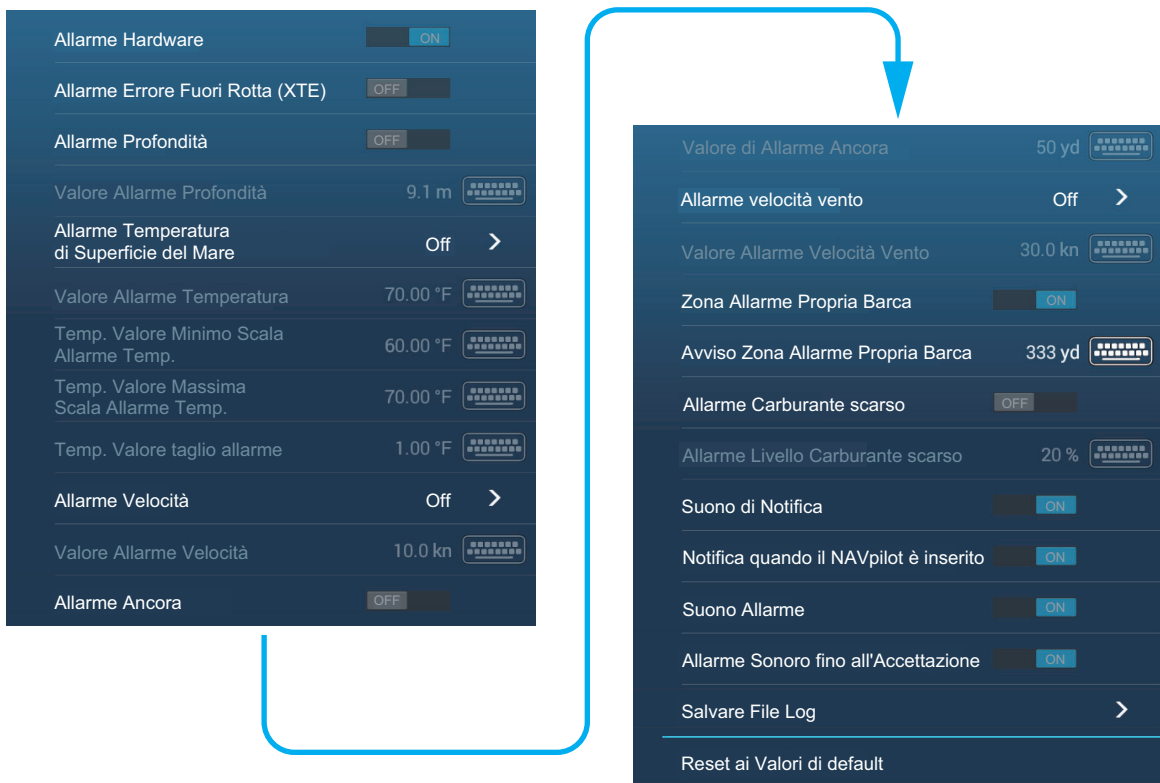 Allarme Hardware ON
Allarme Errore Fuori Rotta (XTE) OFF
Allarme Profondità OFF
Valore Allarme Profondità 9.1 m
Allarme Temperatura
di Superficie del Mare Off
Valore Allarme Temperatura 70.00 °F
Temp. Valore Minimo Scala
Allarme Temp. 60.00 °F
Temp. Valore Massima
Scala Allarme Temp. 70.00 °F
Temp. Valore taglio allarme 1.00 °F
Allarme Velocità Off
Valore Allarme Velocità 10.0 kn
Allarme Ancora OFF
Valore di Allarme Ancora 50 yd
Allarme velocità vento Off
Valore Allarme Velocità Vento 30.0 kn
Zona Allarme Propria Barca ON
Avviso Zona Allarme Propria Barca 333 yd
Allarme Carburante scarso OFF
Allarme Livello Carburante scarso 20 %
Suono di Notifica ON
Notifica quando il NAVpilot è inserito ON
Suono Allarme ON
Allarme Sonoro fino all'Accettazione ON
Salvare File Log
Reset ai Valori di default